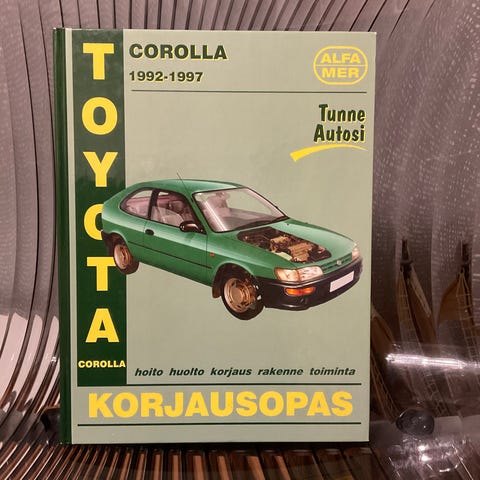 TOYOTA
COROLLA
1992-1997
ALFA
MER
Tunne
Autosi
COROLLA
hoito huolto korjaus rakenne toiminta
KORJAUSOPAS